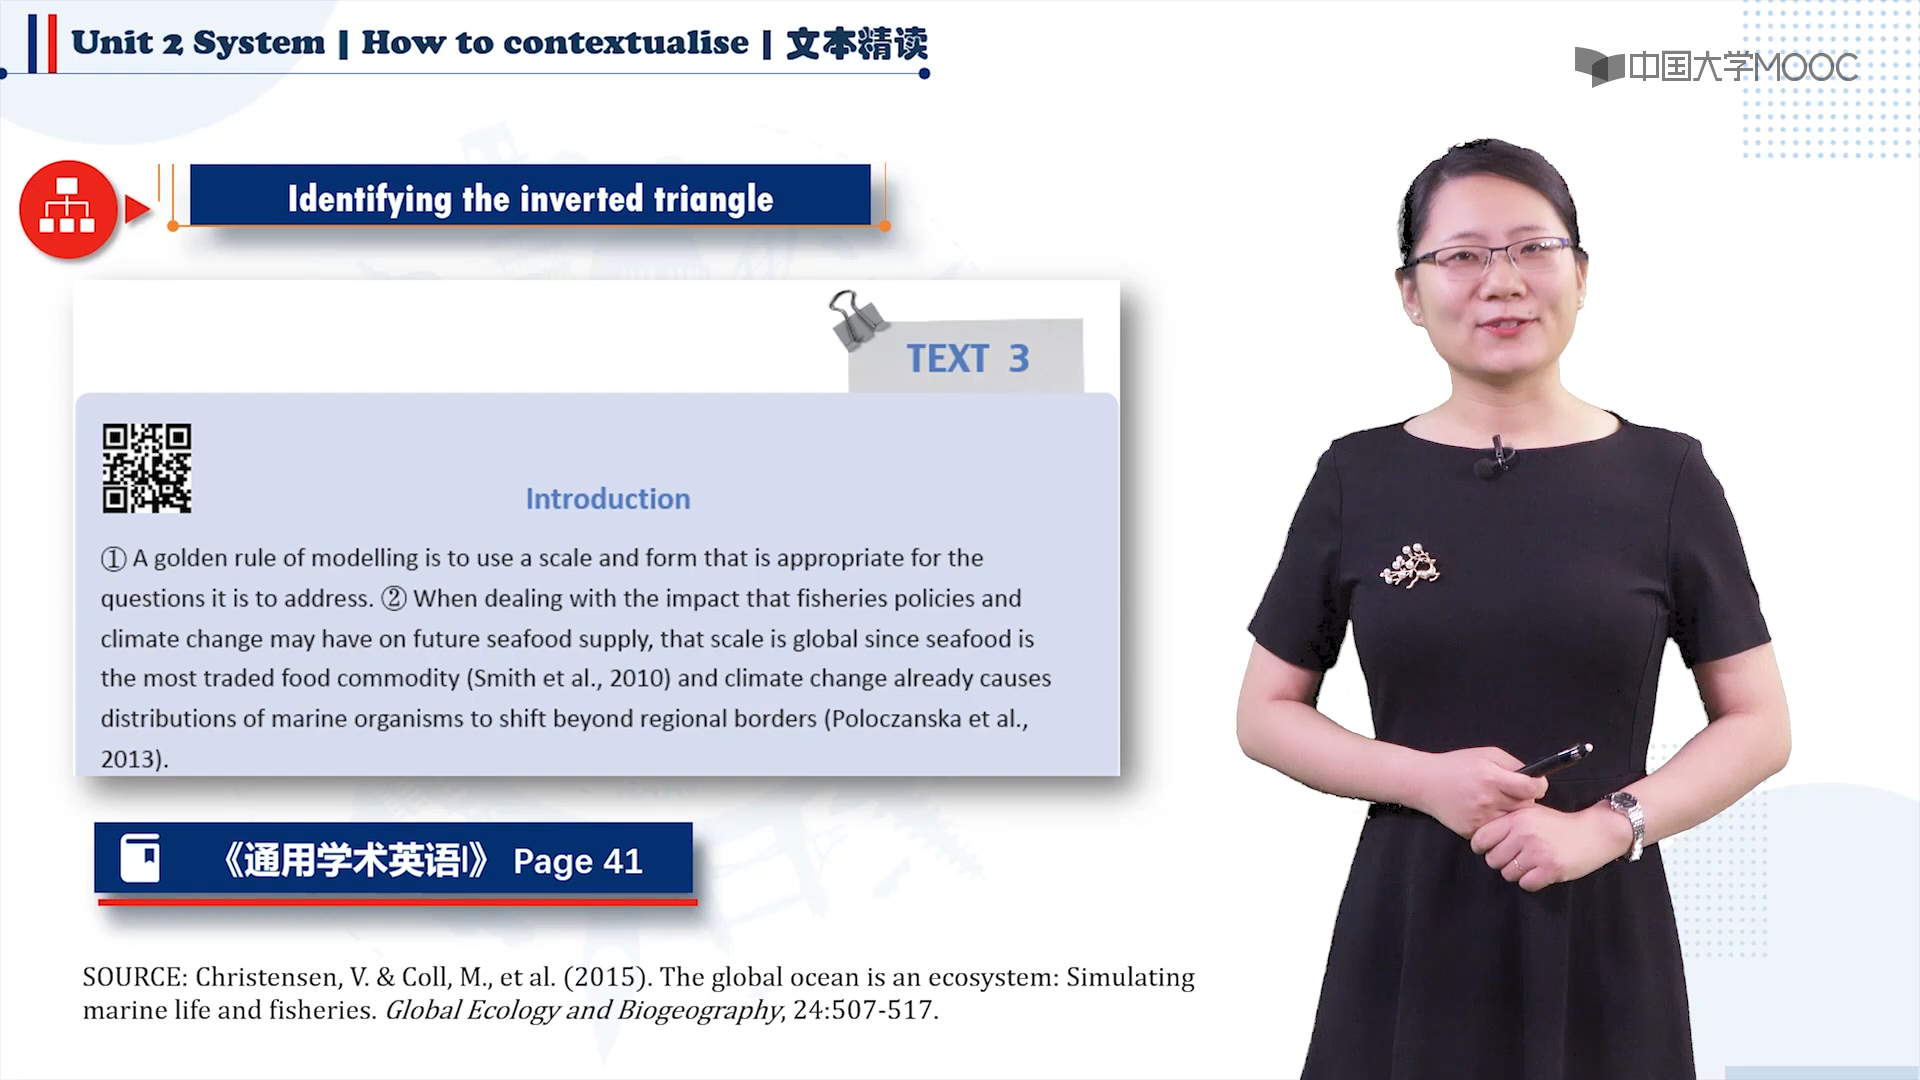 Unit 2 System | How to contextualise | 文本精读
中国大学MOOC
Identifying the inverted triangle
TEXT 3
Introduction
① A golden rule of modelling is to use a scale and form that is appropriate for the
questions it is to address. ② When dealing with the impact that fisheries policies and
climate change may have on future seafood supply, that scale is global since seafood is
the most traded food commodity (Smith et al., 2010) and climate change already causes
distributions of marine organisms to shift beyond regional borders (Poloczanska et al.,
2013).
《通用学术英语I》 Page 41
SOURCE: Christensen, V. & Coll, M., et al. (2015). The global ocean is an ecosystem: Simulating
marine life and fisheries. Global Ecology and Biogeography, 24:507-517.